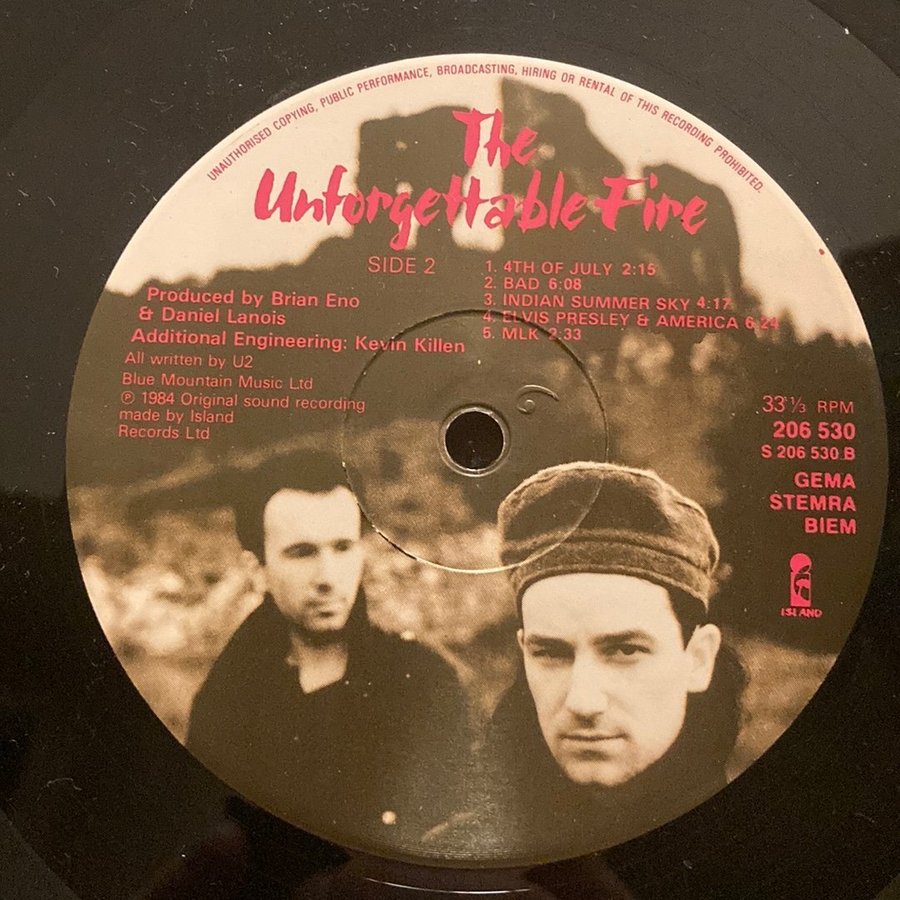 UNAUTHORISED COPYING, PUBLIC PERFORMANCE, BROADCASTING, HIRING OR RENTAL OF THIS RECORDING PROHIBITED.
The
Unforgettable Fire
SIDE 2
1. 4TH OF JULY 2:15
2. BAD 6:08
3. INDIAN SUMMER SKY 4:17
4. ELVIS PRESLEY & AMERICA 6:24
5. MLK 2:33
Produced by Brian Eno
& Daniel Lanois
Additional Engineering: Kevin Killen
All written by U2
Blue Mountain Music Ltd
℗ 1984 Original sound recording
made by Island
Records Ltd
33 ⅓ RPM
206 530
S 206 530 B
GEMA
STEMRA
BIEM
ISLAND